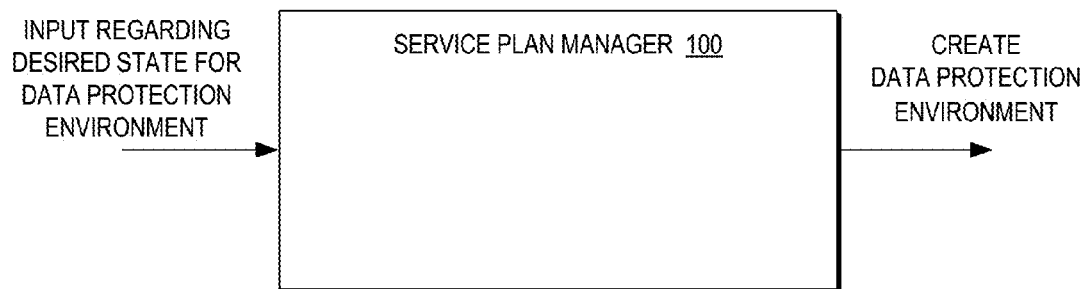 INPUT REGARDING
DESIRED STATE FOR
DATA PROTECTION
ENVIRONMENT
SERVICE PLAN MANAGER 100
CREATE
DATA PROTECTION
ENVIRONMENT